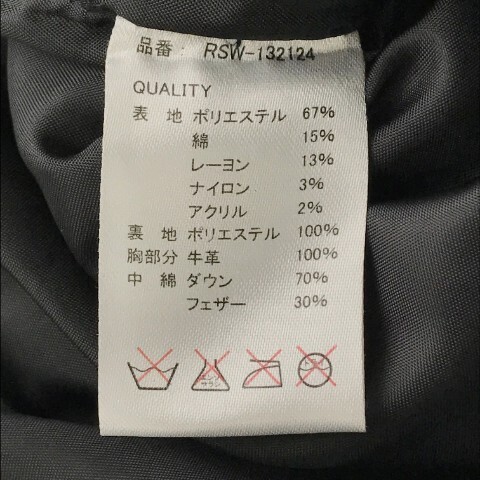 品番: RSW-132124
QUALITY
表 地 ポリエステル 67%
綿 15%
レーヨン 13%
ナイロン 3%
アクリル 2%
裏 地 ポリエステル 100%
胸部分 牛革 100%
中 綿 ダウン 70%
フェザー 30%